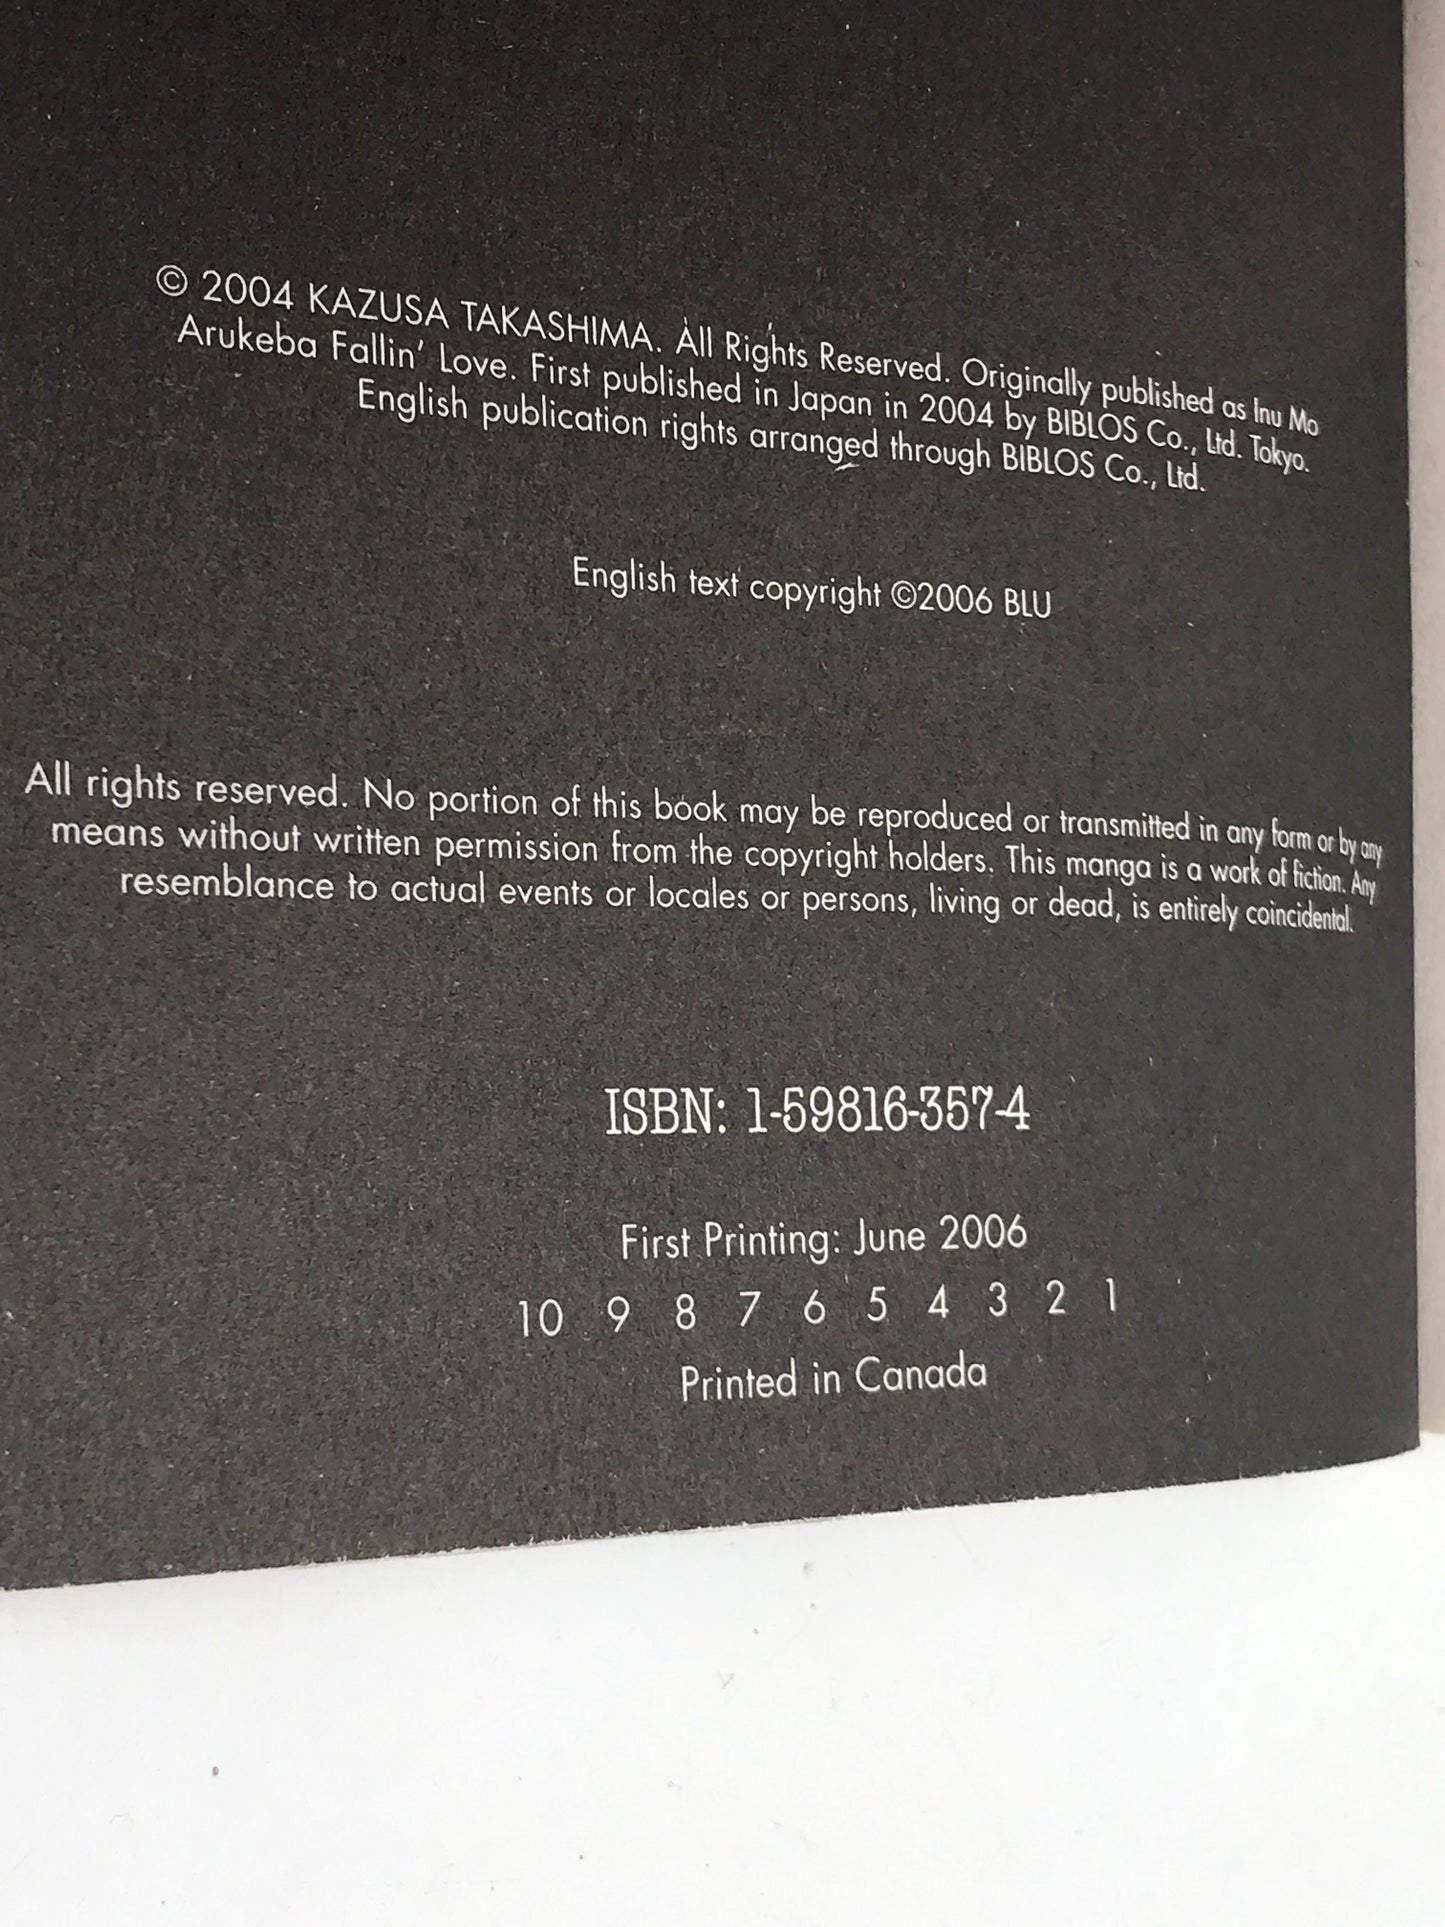 © 2004 KAZUSA TAKASHIMA. All Rights Reserved. Originally published as Inu Mo
Arukeba Fallin' Love. First published in Japan in 2004 by BIBLOS Co., Ltd. Tokyo.
English publication rights arranged through BIBLOS Co., Ltd.
English text copyright ©2006 BLU
All rights reserved. No portion of this book may be reproduced or transmitted in any form or by any
means without written permission from the copyright holders. This manga is a work of fiction. Any
resemblance to actual events or locales or persons, living or dead, is entirely coincidental.
ISBN: 1-59816-357-4
First Printing: June 2006
10 9 8 7 6 5 4 3 2 1
Printed in Canada